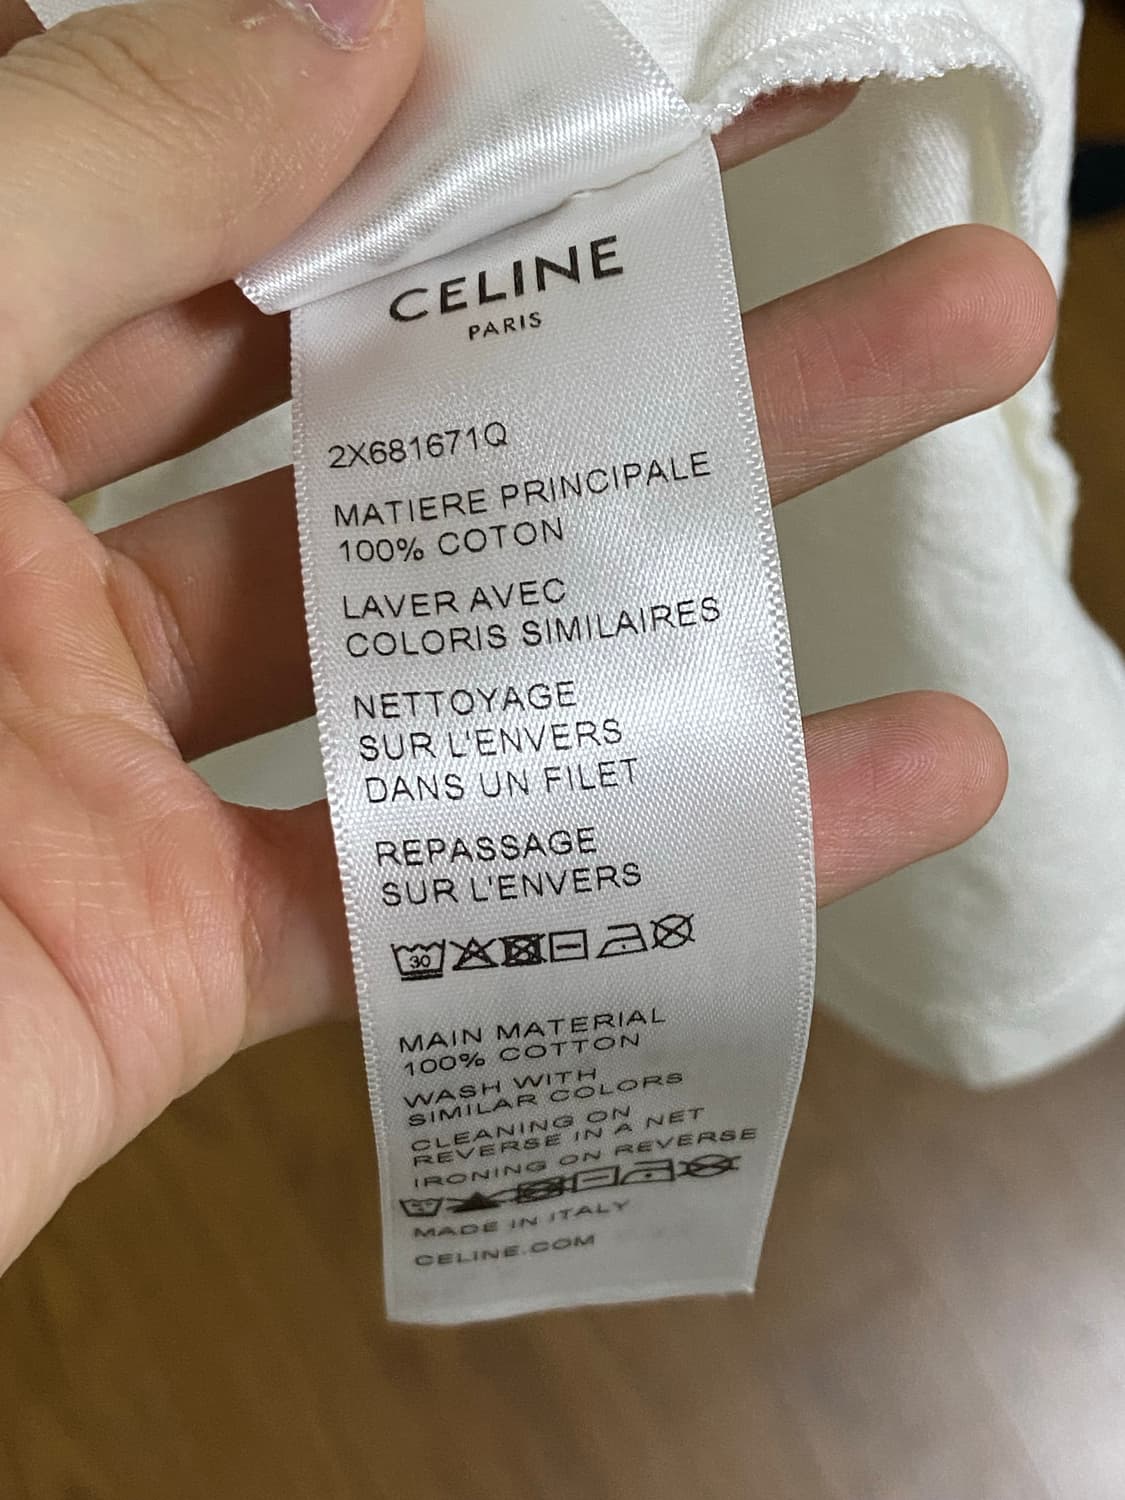 CELINE
PARIS
2X681671Q
MATIERE PRINCIPALE
100% COTON
LAVER AVEC
COLORIS SIMILAIRES
NETTOYAGE
SUR L'ENVERS
DANS UN FILET
REPASSAGE
SUR L'ENVERS
30
MAIN MATERIAL
100% COTTON
WASH WITH
SIMILAR COLORS
CLEANING ON
REVERSE IN A NET
IRONING ON REVERSE
MADE IN ITALY
CELINE.COM